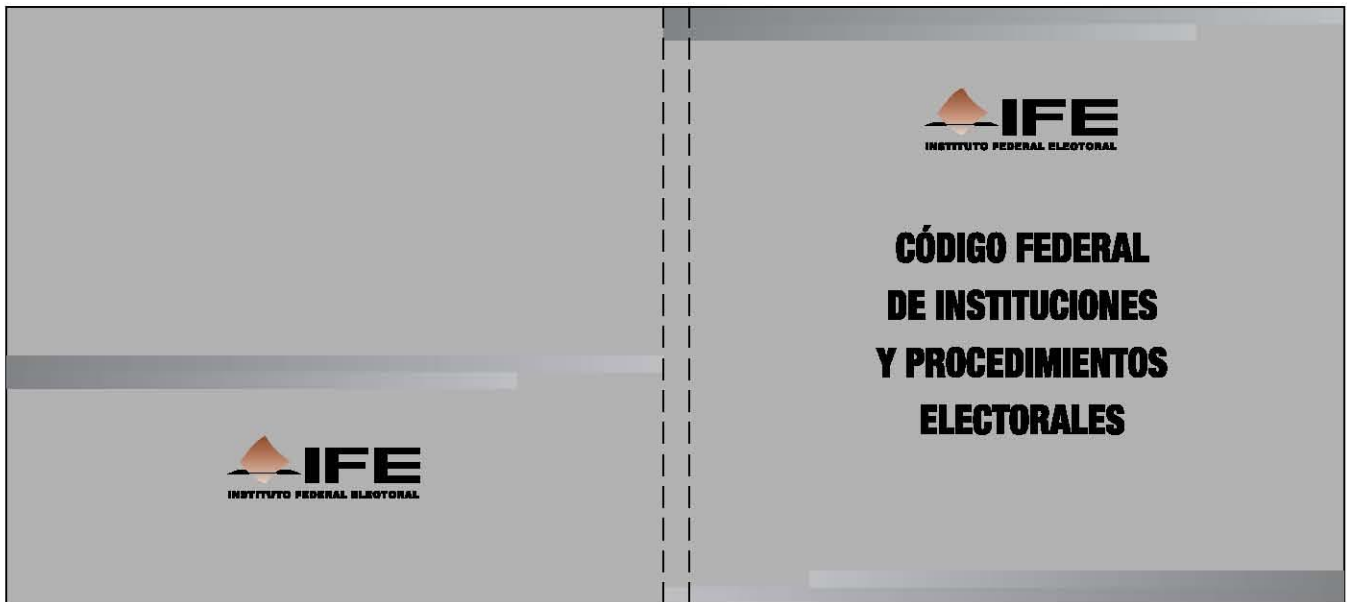 IFE
INSTITUTO FEDERAL ELECTORAL
CÓDIGO FEDERAL
DE INSTITUCIONES
Y PROCEDIMIENTOS
ELECTORALES
IFE
INSTITUTO FEDERAL ELECTORAL